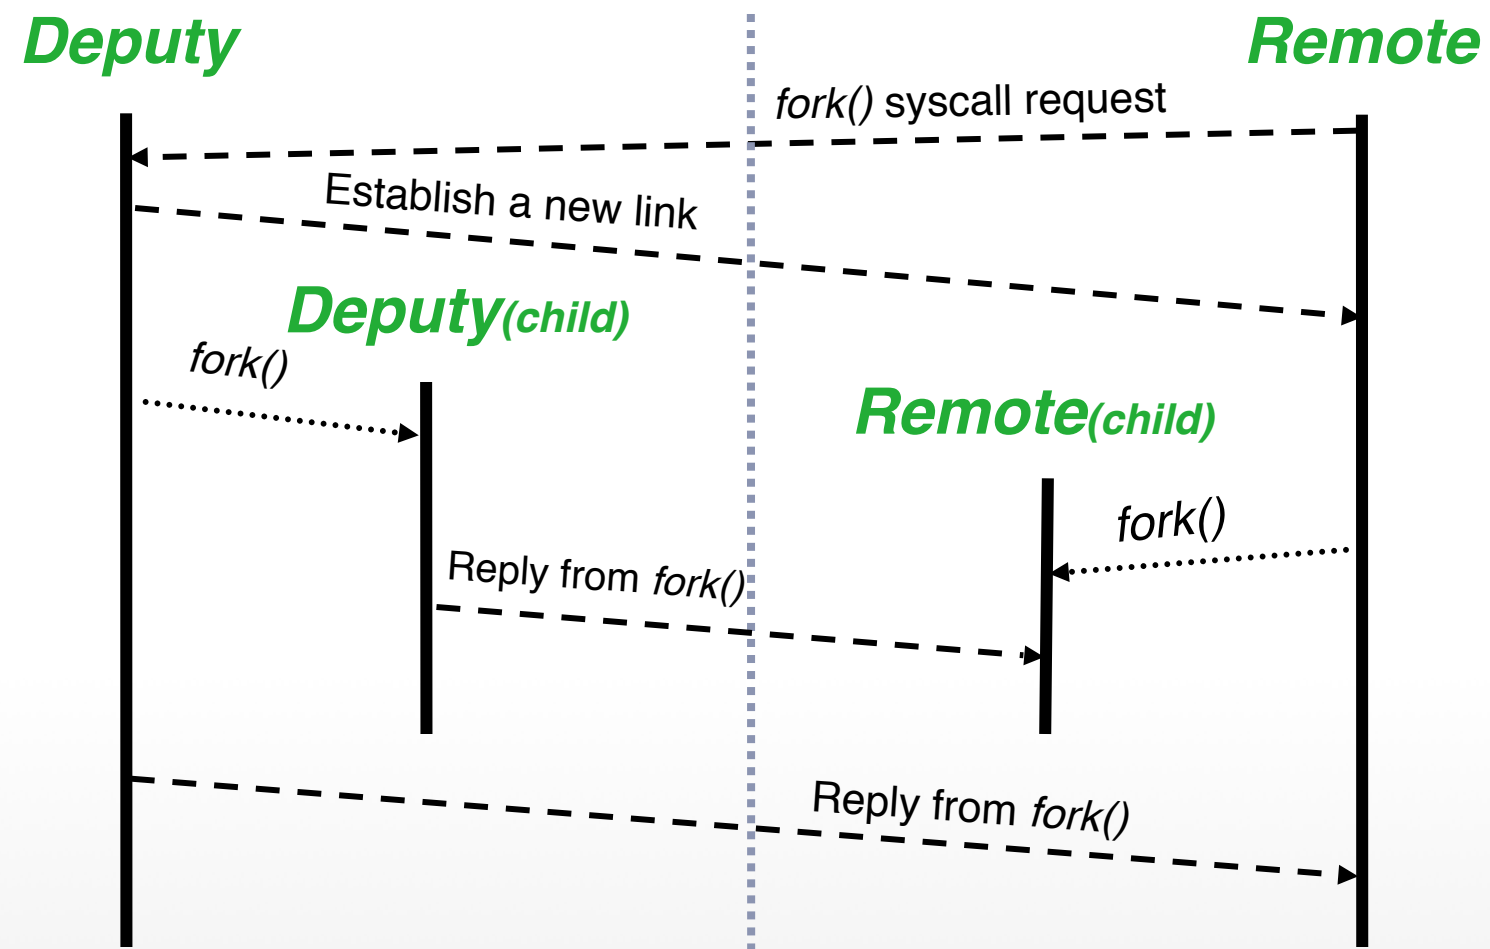 Deputy
Remote
fork() syscall request
Establish a new link
Deputy(child)
fork()
Remote(child)
fork()
Reply from fork()
Reply from fork()